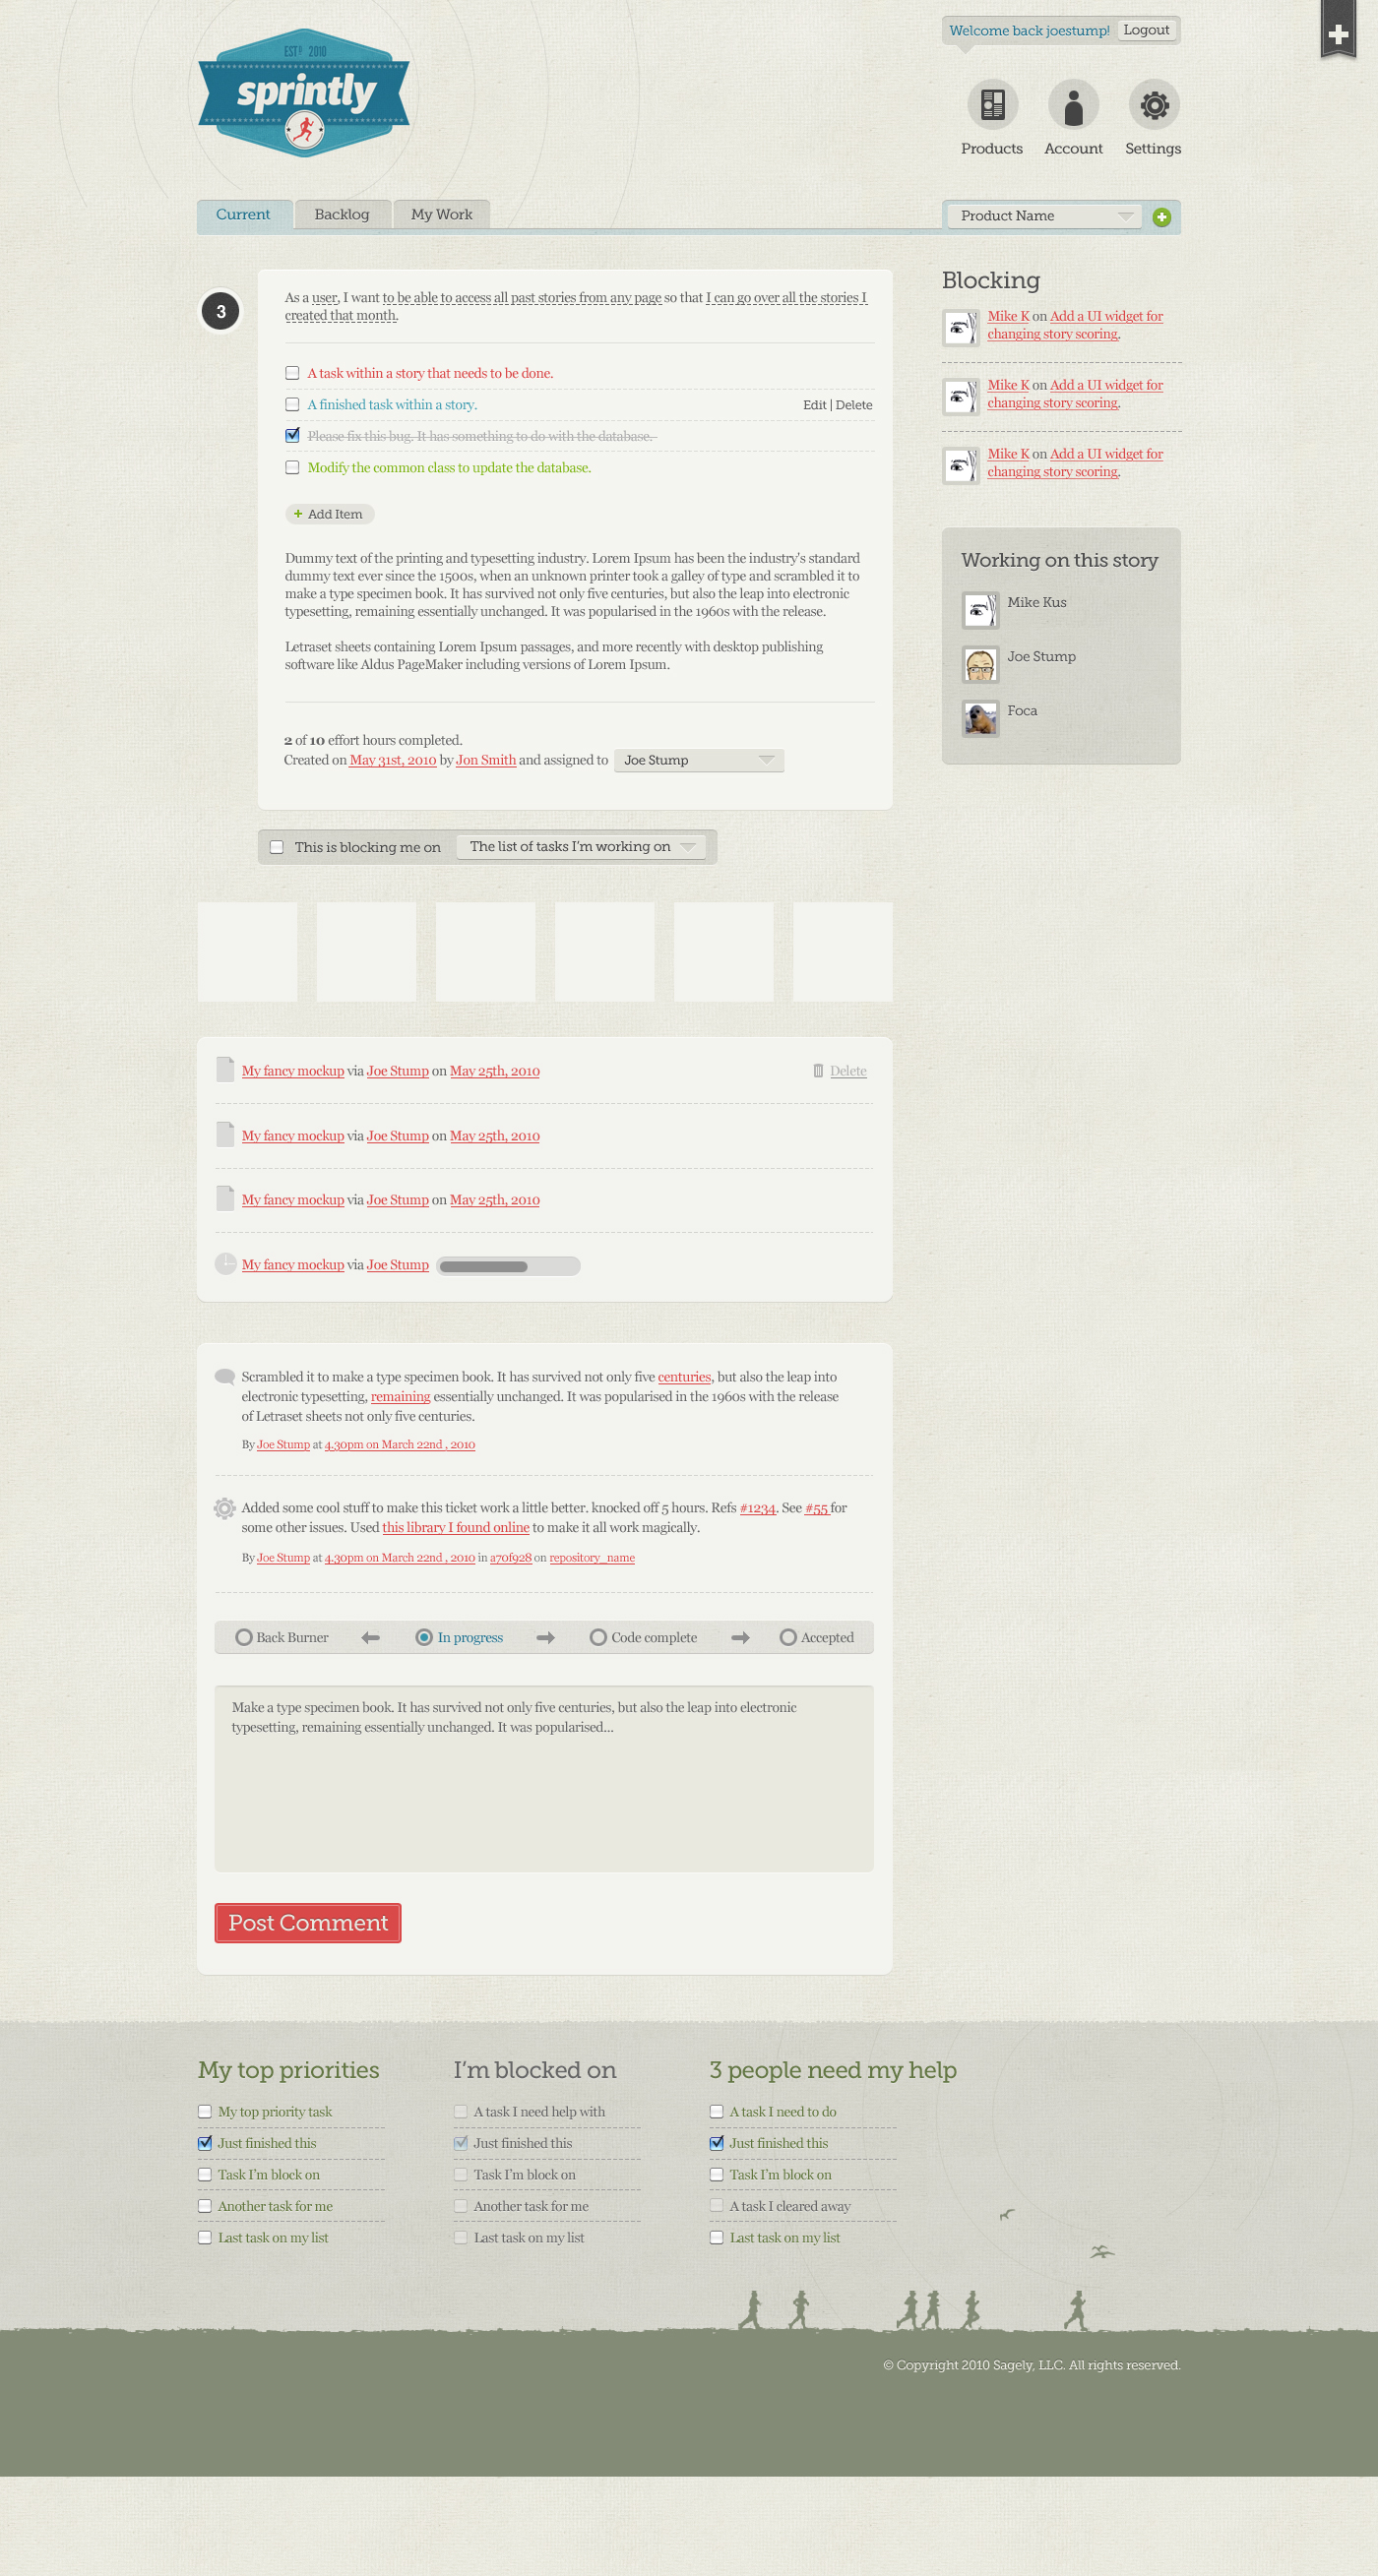 Welcome back joestump! Logout
EST.D 2010
sprintly
Products Account Settings
Current Backlog My Work
Product Name
3
As a user, I want to be able to access all past stories from any page so that I can go over all the stories I
created that month.
A task within a story that needs to be done.
A finished task within a story. Edit | Delete
Please fix this bug. It has something to do with the database.
Modify the common class to update the database.
+ Add Item
Dummy text of the printing and typesetting industry. Lorem Ipsum has been the industry's standard
dummy text ever since the 1500s, when an unknown printer took a galley of type and scrambled it to
make a type specimen book. It has survived not only five centuries, but also the leap into electronic
typesetting, remaining essentially unchanged. It was popularised in the 1960s with the release.
Letraset sheets containing Lorem Ipsum passages, and more recently with desktop publishing
software like Aldus PageMaker including versions of Lorem Ipsum.
2 of 10 effort hours completed.
Created on May 31st, 2010 by Jon Smith and assigned to Joe Stump
This is blocking me on The list of tasks I'm working on
Blocking
Mike K on Add a UI widget for
changing story scoring.
Mike K on Add a UI widget for
changing story scoring.
Mike K on Add a UI widget for
changing story scoring.
Working on this story
Mike Kus
Joe Stump
Foca
My fancy mockup via Joe Stump on May 25th, 2010 Delete
My fancy mockup via Joe Stump on May 25th, 2010
My fancy mockup via Joe Stump on May 25th, 2010
My fancy mockup via Joe Stump
Scrambled it to make a type specimen book. It has survived not only five centuries, but also the leap into
electronic typesetting, remaining essentially unchanged. It was popularised in the 1960s with the release
of Letraset sheets not only five centuries.
By Joe Stump at 4.30pm on March 22nd , 2010
Added some cool stuff to make this ticket work a little better. knocked off 5 hours. Refs #1234. See #55 for
some other issues. Used this library I found online to make it all work magically.
By Joe Stump at 4.30pm on March 22nd , 2010 in a70f928 on repository_name
Back Burner In progress Code complete Accepted
Make a type specimen book. It has survived not only five centuries, but also the leap into electronic
typesetting, remaining essentially unchanged. It was popularised...
Post Comment
My top priorities
My top priority task
Just finished this
Task I'm block on
Another task for me
Last task on my list
I'm blocked on
A task I need help with
Just finished this
Task I'm block on
Another task for me
Last task on my list
3 people need my help
A task I need to do
Just finished this
Task I'm block on
A task I cleared away
Last task on my list
© Copyright 2010 Sagely, LLC. All rights reserved.